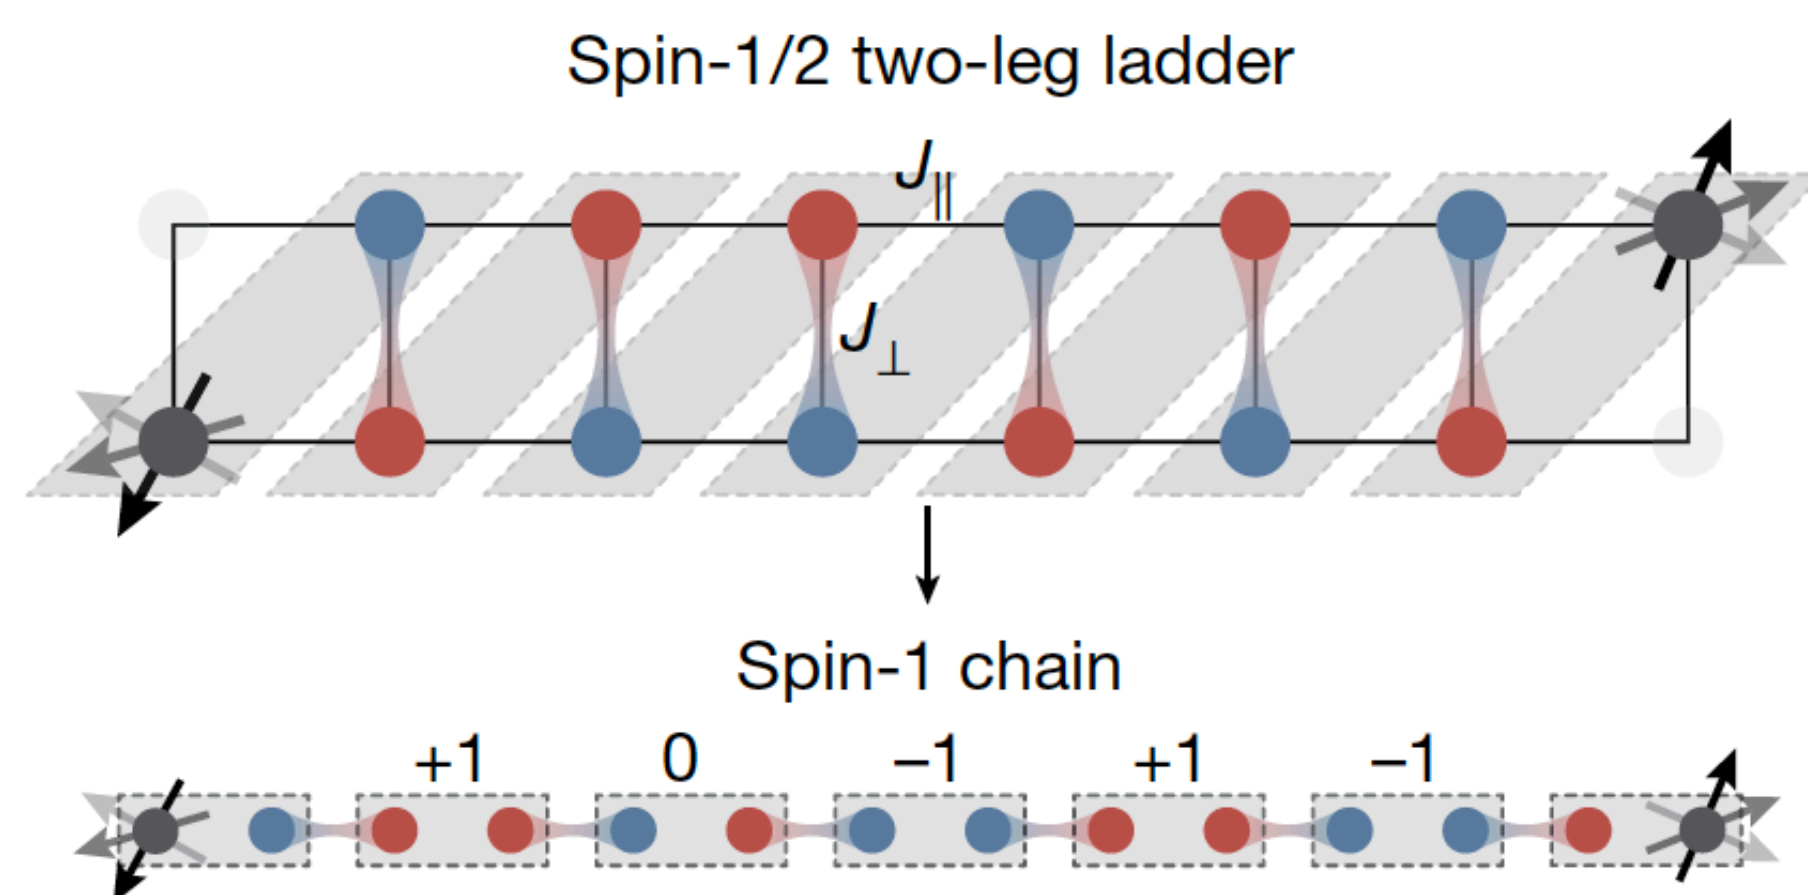 Spin-1/2 two-leg ladder
J∥
J⊥
Spin-1 chain
+1 0 −1 +1 −1